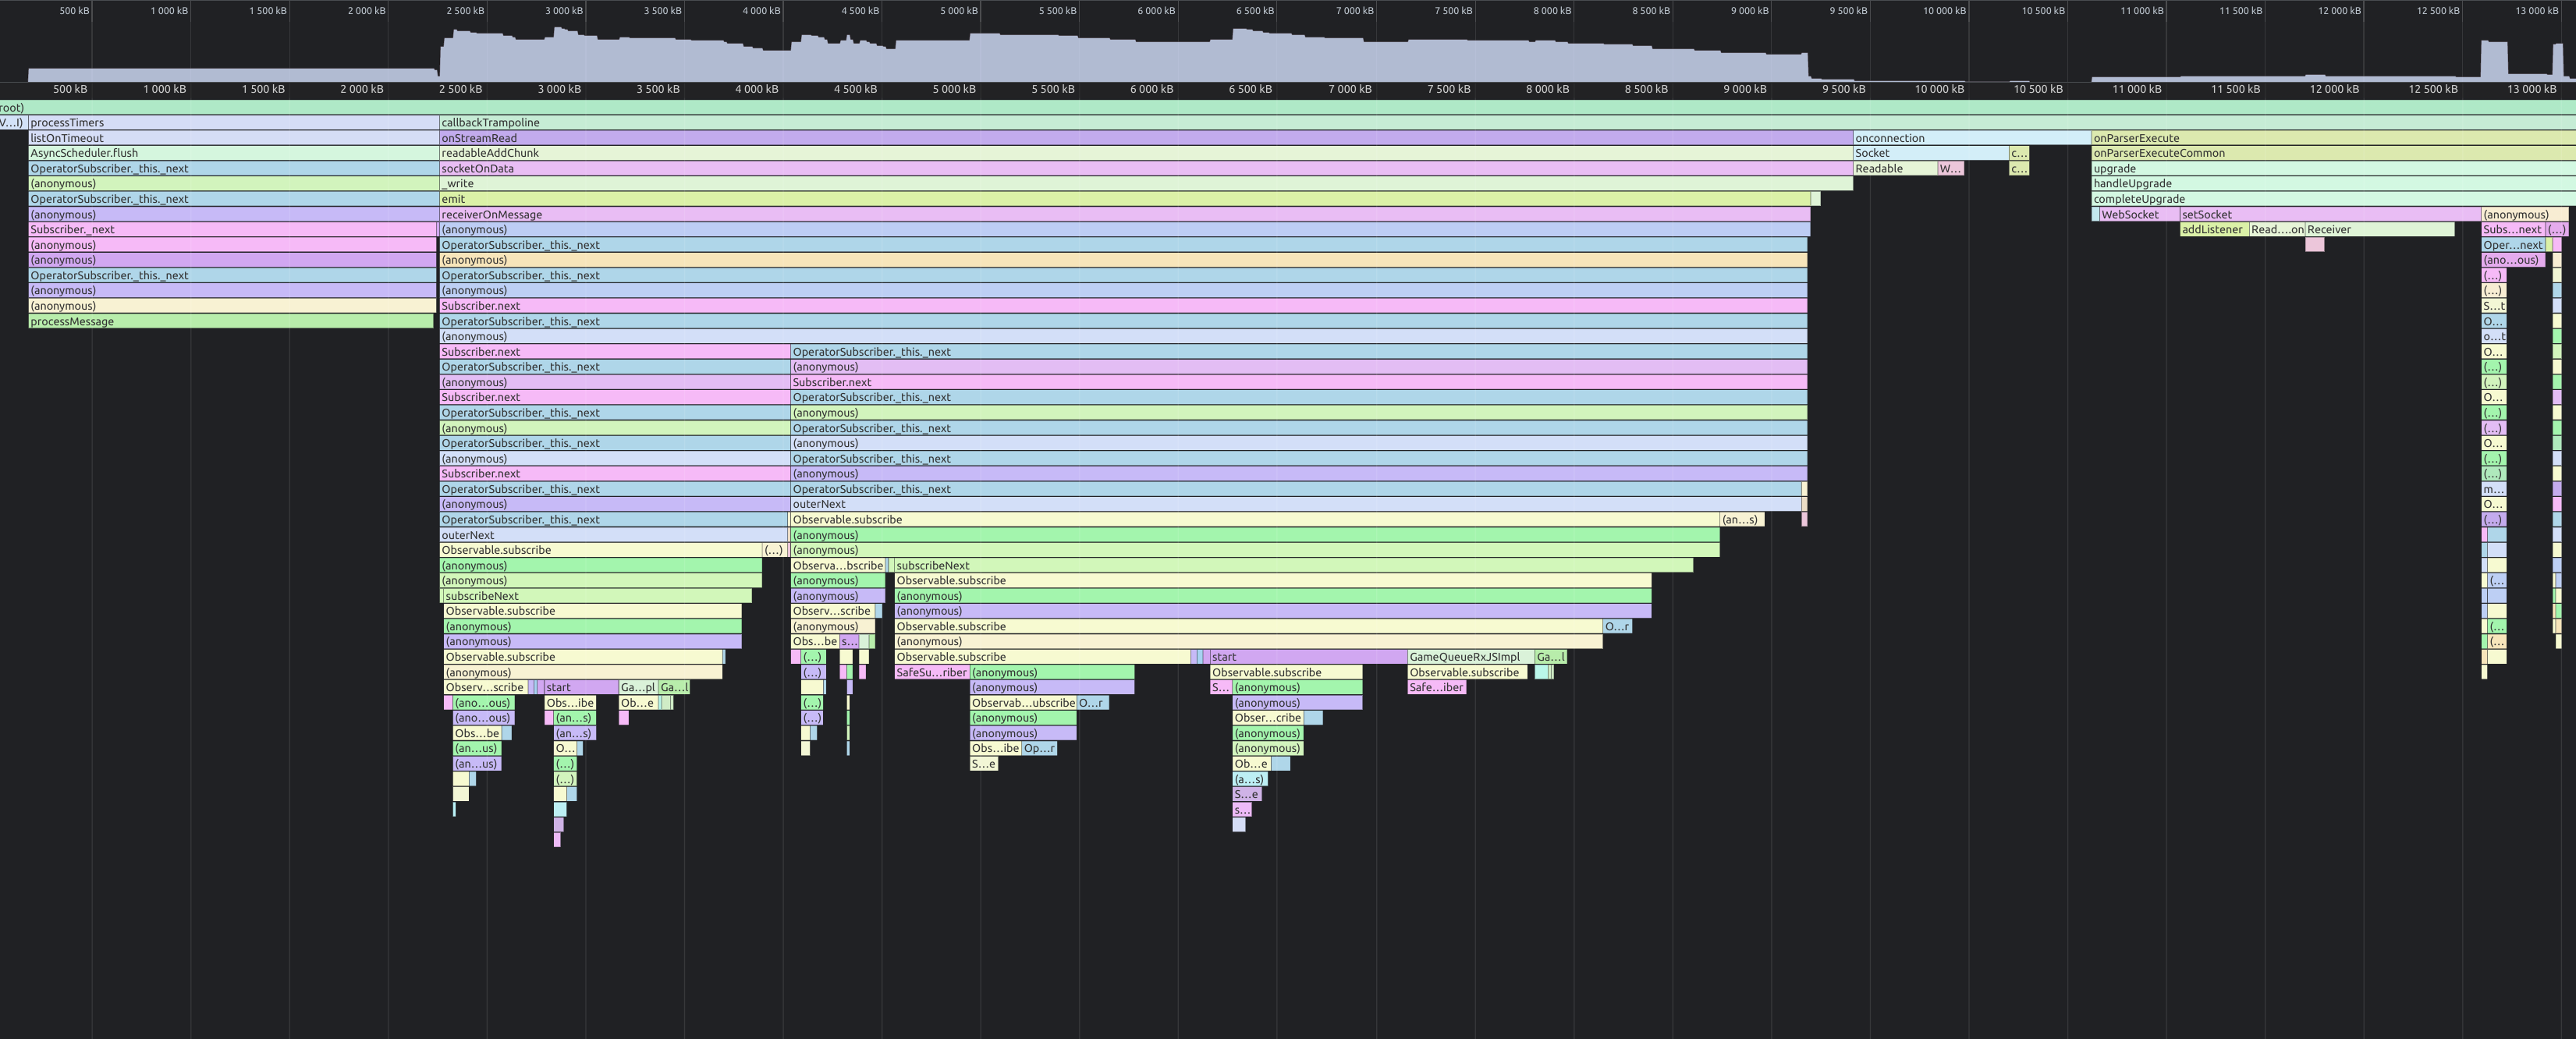 500 kB 1 000 kB 1 500 kB 2 000 kB 2 500 kB 3 000 kB 3 500 kB 4 000 kB 4 500 kB 5 000 kB 5 500 kB 6 000 kB 6 500 kB 7 000 kB 7 500 kB 8 000 kB 8 500 kB 9 000 kB 9 500 kB 10 000 kB 10 500 kB 11 000 kB 11 500 kB 12 000 kB 12 500 kB 13 000 kB
500 kB 1 000 kB 1 500 kB 2 000 kB 2 500 kB 3 000 kB 3 500 kB 4 000 kB 4 500 kB 5 000 kB 5 500 kB 6 000 kB 6 500 kB 7 000 kB 7 500 kB 8 000 kB 8 500 kB 9 000 kB 9 500 kB 10 000 kB 10 500 kB 11 000 kB 11 500 kB 12 000 kB 12 500 kB 13 000 kB
root)
V…I) processTimers callbackTrampoline
listOnTimeout onStreamRead onconnection onParserExecute
AsyncScheduler.flush readableAddChunk Socket c… onParserExecuteCommon
OperatorSubscriber._this._next socketOnData Readable W… c… upgrade
(anonymous) _write handleUpgrade
OperatorSubscriber._this._next emit completeUpgrade
(anonymous) receiverOnMessage WebSocket setSocket (anonymous)
Subscriber._next (anonymous) addListener Read….on Receiver Subs…next (…)
(anonymous) OperatorSubscriber._this._next Oper…next
(anonymous) (anonymous) (ano…ous)
OperatorSubscriber._this._next OperatorSubscriber._this._next (…)
(anonymous) (anonymous) (…)
(anonymous) Subscriber.next S…t
processMessage OperatorSubscriber._this._next O…
(anonymous) o…t
Subscriber.next OperatorSubscriber._this._next O…
OperatorSubscriber._this._next (anonymous) (…)
(anonymous) Subscriber.next (…)
Subscriber.next OperatorSubscriber._this._next O…
OperatorSubscriber._this._next (anonymous) (…)
(anonymous) OperatorSubscriber._this._next (…)
OperatorSubscriber._this._next (anonymous) O…
(anonymous) OperatorSubscriber._this._next (…)
Subscriber.next (anonymous) (…)
OperatorSubscriber._this._next OperatorSubscriber._this._next m…
(anonymous) outerNext O…
OperatorSubscriber._this._next Observable.subscribe (an…s) (…)
outerNext (anonymous)
Observable.subscribe (…) (anonymous)
(anonymous) Observa…bscribe subscribeNext
(anonymous) (anonymous) Observable.subscribe (…
subscribeNext (anonymous) (anonymous)
Observable.subscribe Observ…scribe (anonymous)
(anonymous) (anonymous) Observable.subscribe O…r (…
(anonymous) Obs…be s… (anonymous) (…
Observable.subscribe (…) Observable.subscribe start GameQueueRxJSImpl Ga…l
(anonymous) (…) SafeSu…riber (anonymous) Observable.subscribe Observable.subscribe
Observ…scribe start Ga…pl Ga…l (anonymous) S… (anonymous) Safe…iber
(ano…ous) Obs…ibe Ob…e (…) Observab…ubscribe O…r (anonymous)
(ano…ous) (an…s) (…) (anonymous) Obser…cribe
Obs…be (an…s) (anonymous) (anonymous)
(an…us) O… Obs…ibe Op…r (anonymous)
(an…us) (…) S…e Ob…e
(…) (a…s)
S…e
s…